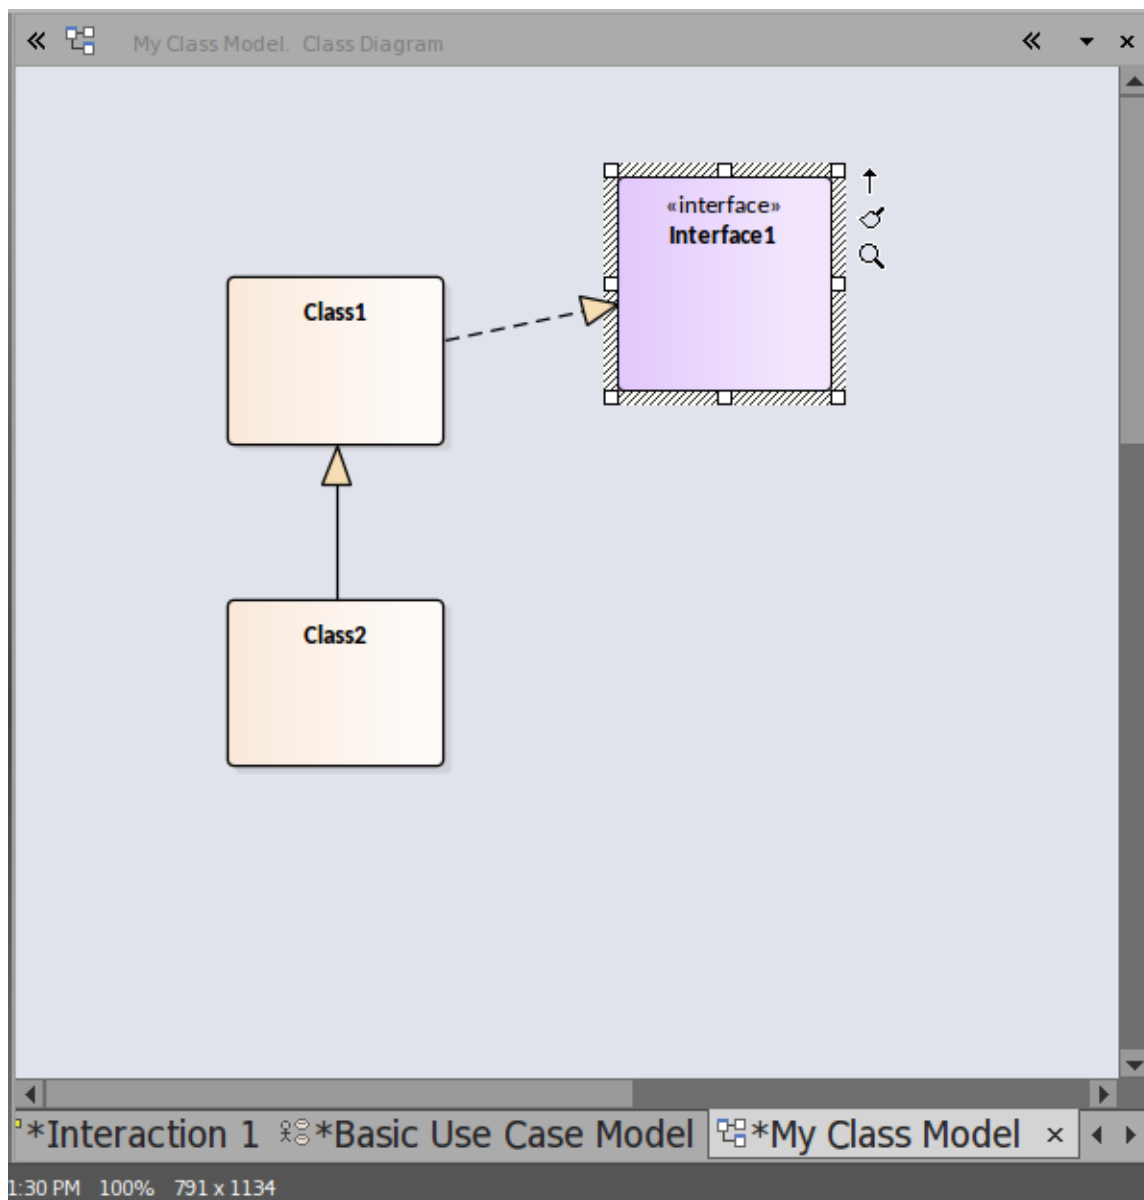 My Class Model.  Class Diagram
«interface»
Interface1
Class1
Class2
*Interaction 1 *Basic Use Case Model *My Class Model
1:30 PM 100% 791 x 1134